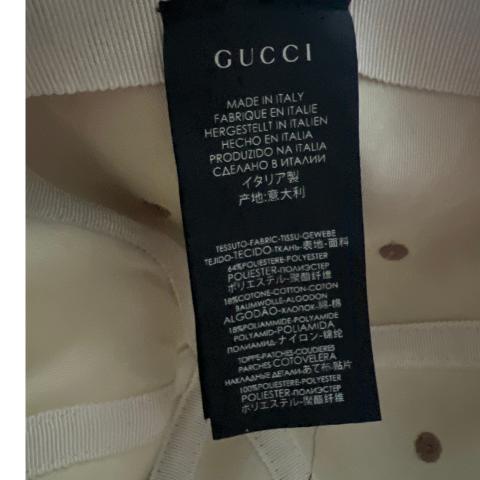 GUCCI
MADE IN ITALY
FABRIQUE EN ITALIE
HERGESTELLT IN ITALIEN
HECHO EN ITALIA
PRODUZIDO NA ITALIA
СДЕЛАНО В ИТАЛИИ
イタリア製
产地:意大利
TESSUTO-FABRIC-TISSU-GEWEBE
TEJIDO-TECIDO-ТКАНЬ-表地-面料
64%POLIESTERE-POLYESTER
POLIESTER-ПОЛИЭСТЕР
ポリエステル-聚酯纤维
18%COTONE-COTTON-COTON
BAUMWOLLE-ALGODON
ALGODÃO-ХЛОПОК-綿-棉
18%POLIAMMIDE-POLYAMIDE
POLYAMID-POLIAMIDA
ПОЛИАМИД-ナイロン-锦纶
TOPPE-PATCHES-COUDIERES
PARCHES COTOVELERA
НАКЛАДНЫЕ ДЕТАЛИ-あて布-贴片
100%POLIESTERE-POLYESTER
POLIESTER-ПОЛИЭСТЕР
ポリエステル-聚酯纤维